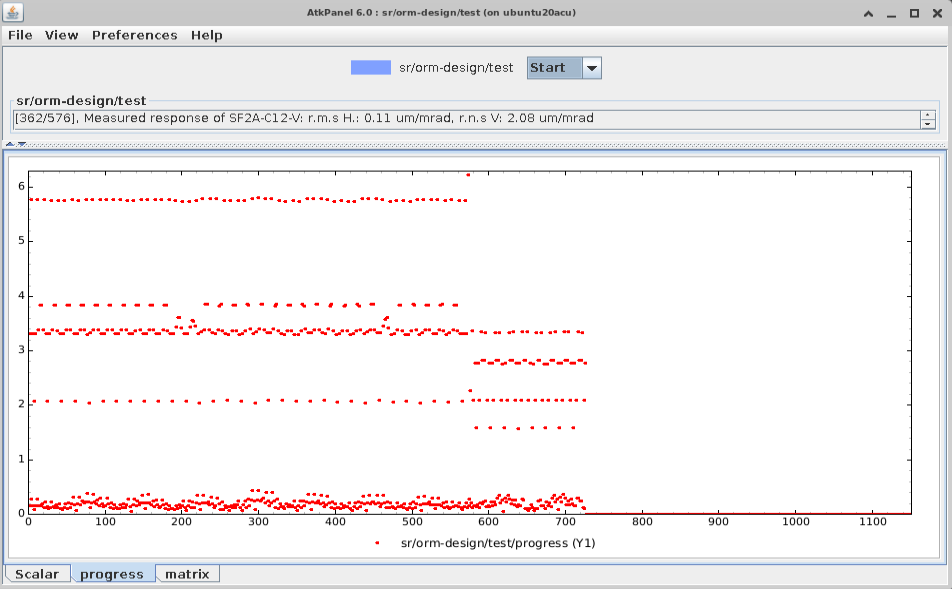 AtkPanel 6.0 : sr/orm-design/test (on ubuntu20acu)
File View Preferences Help
sr/orm-design/test Start
sr/orm-design/test
[362/576], Measured response of SF2A-C12-V: r.m.s H.: 0.11 um/mrad, r.n.s V: 2.08 um/mrad
6
5
4
3
2
1
0
0 100 200 300 400 500 600 700 800 900 1000 1100
sr/orm-design/test/progress (Y1)
Scalar progress matrix